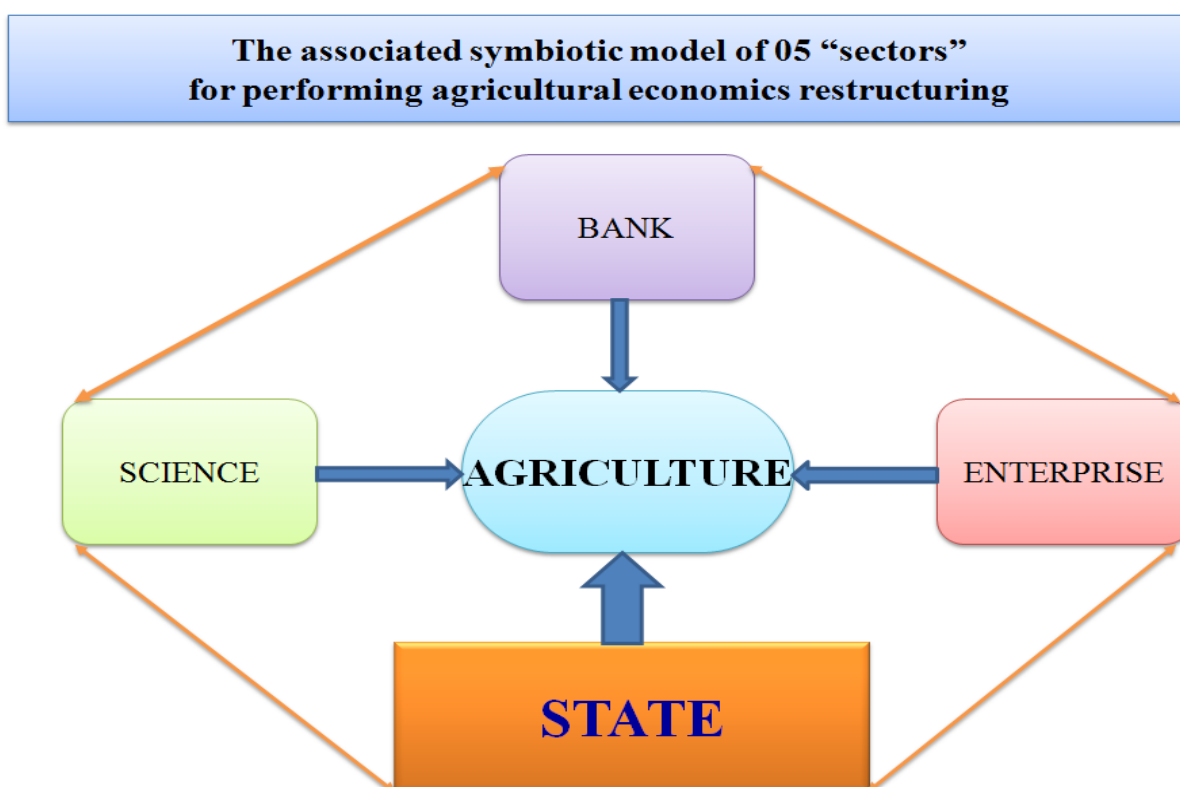 The associated symbiotic model of 05 “sectors”
for performing agricultural economics restructuring
BANK
SCIENCE
AGRICULTURE
ENTERPRISE
STATE